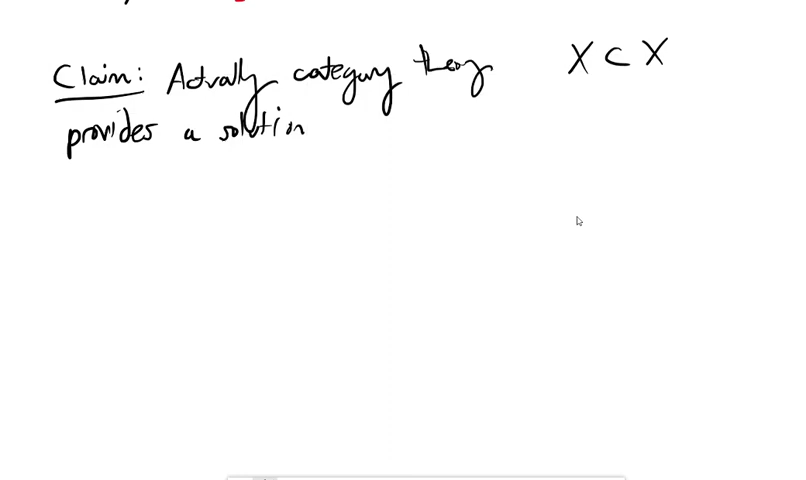 Claim: Actually category theory
provides a solution
X ⊂ X